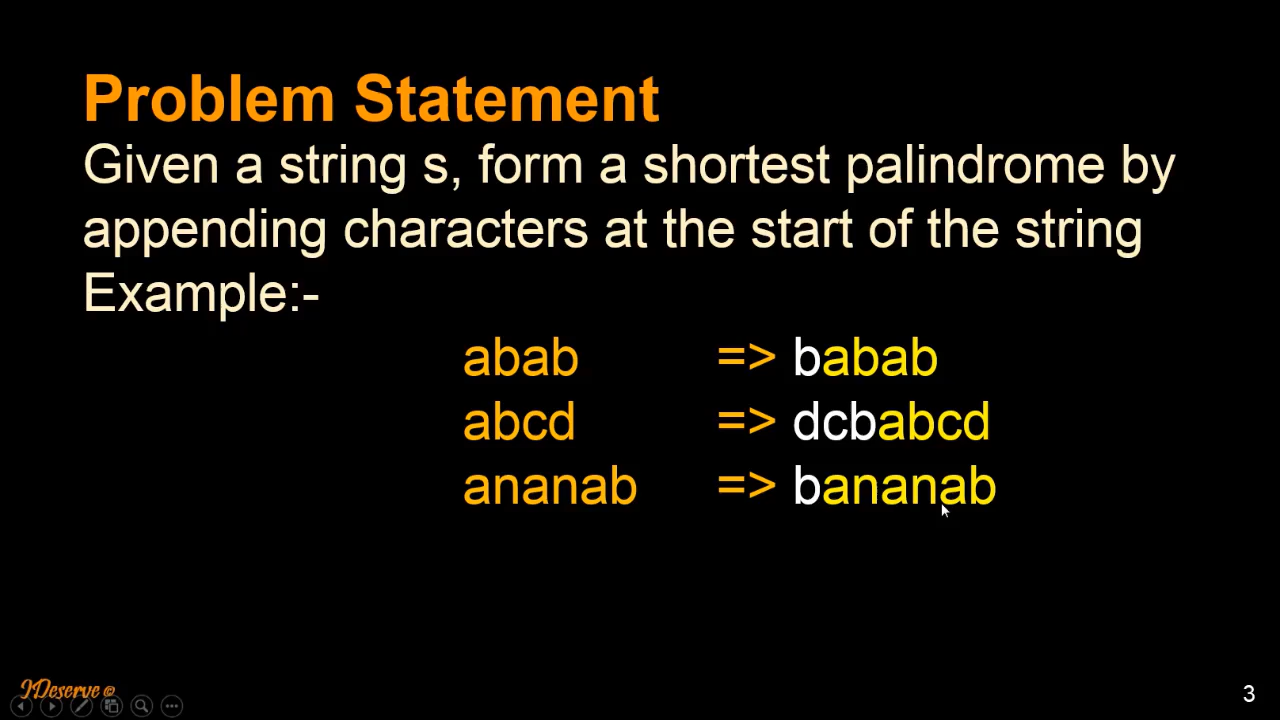 Problem Statement
Given a string s, form a shortest palindrome by
appending characters at the start of the string
Example:-
abab => babab
abcd => dcbabcd
ananab => bananab
JDeserve ©
3